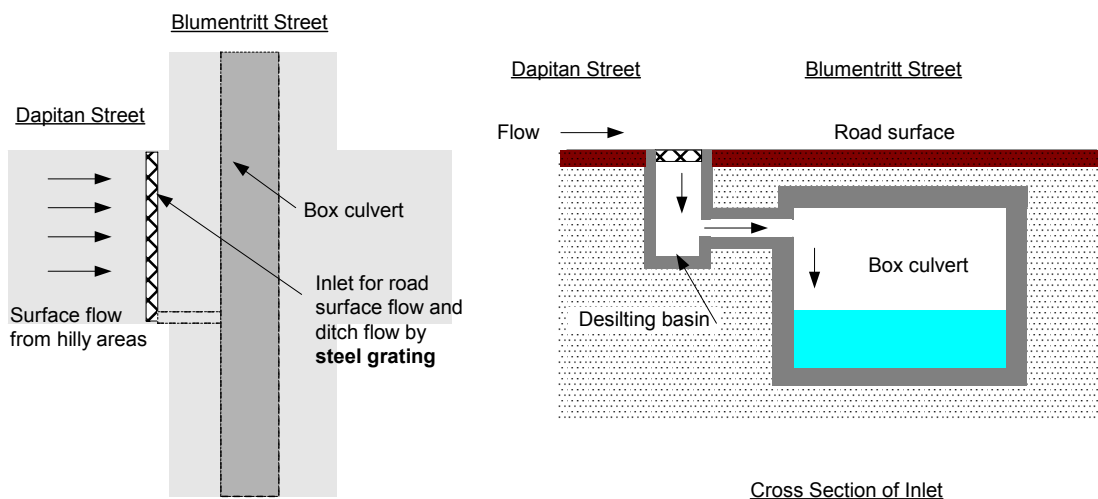 Blumentritt Street
Dapitan Street
Box culvert
Inlet for road
surface flow and
ditch flow by
steel grating
Surface flow
from hilly areas
Dapitan Street
Blumentritt Street
Flow
Road surface
Box culvert
Desilting basin
Cross Section of Inlet